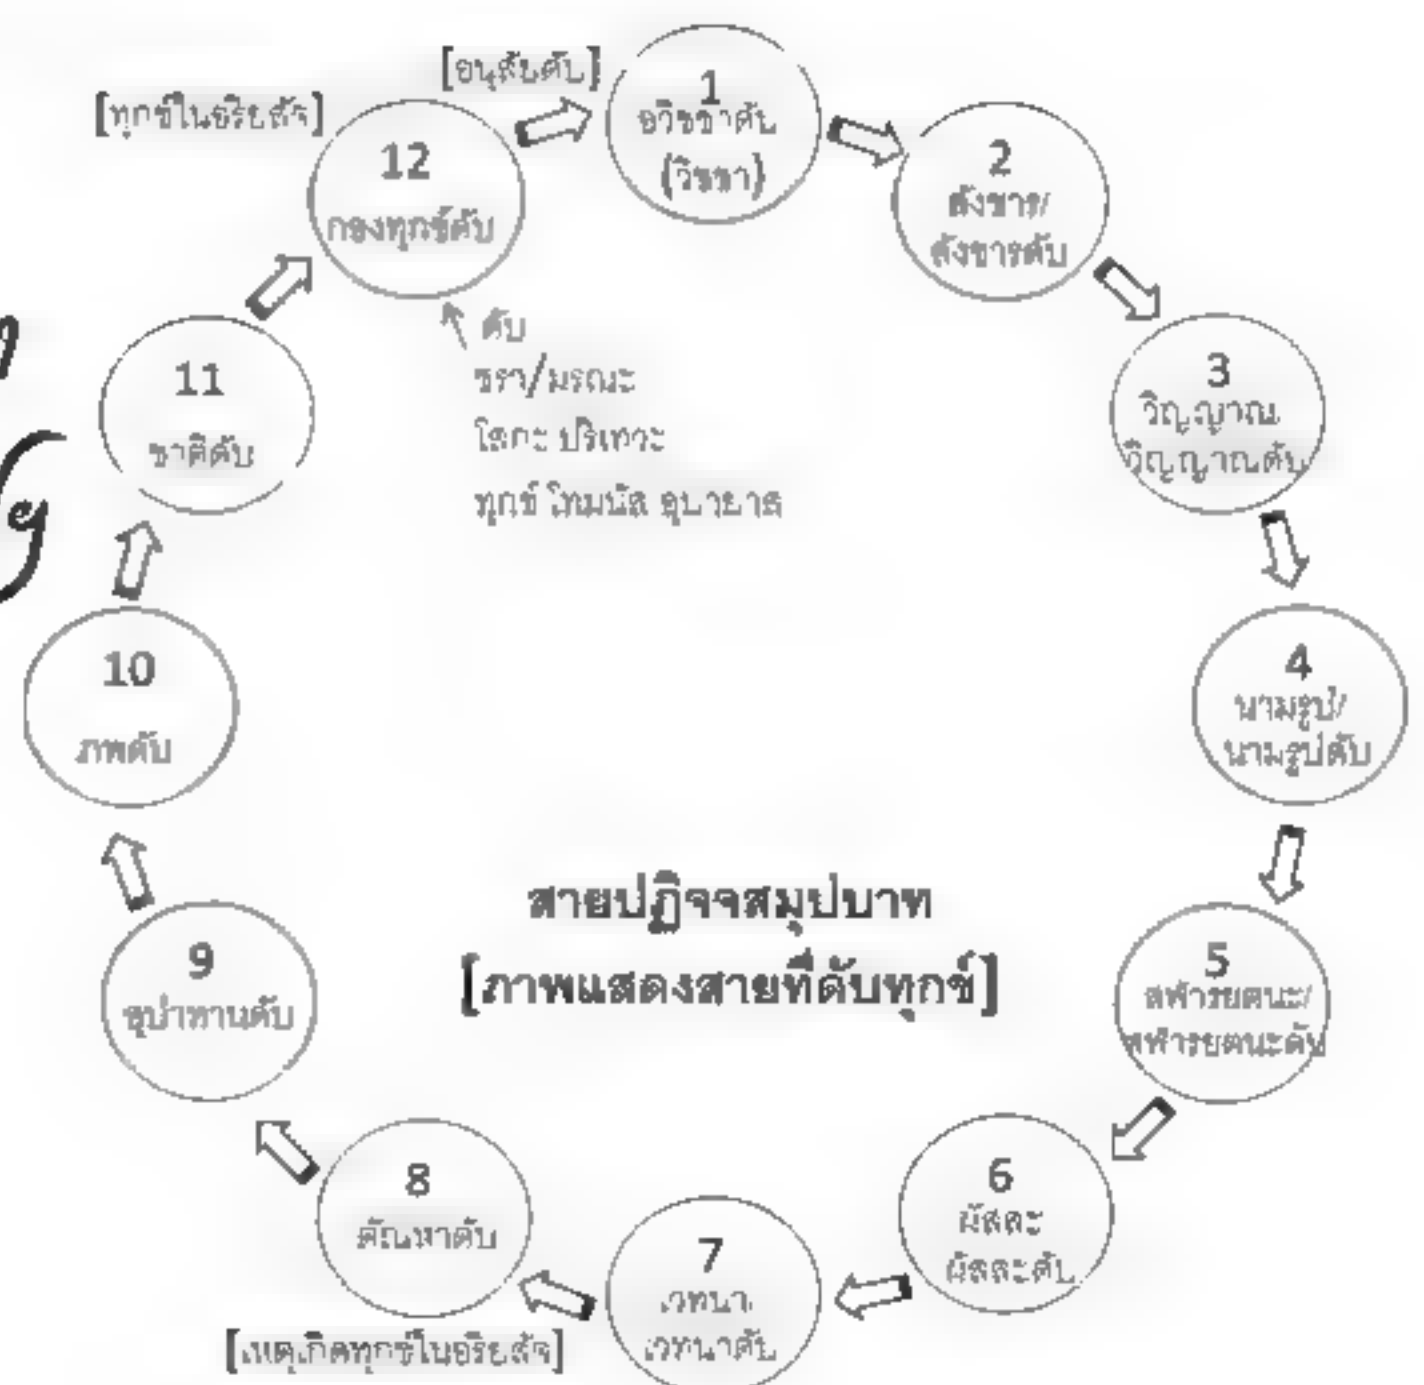 [อนุสัยดับ]
[ทุกข์ในอริยสัจ]
1
อวิชชาดับ
(วิชชา)
2
สังขาร/
สังขารดับ
3
วิญญาณ/
วิญญาณดับ
4
นามรูป/
นามรูปดับ
5
สฬารยตนะ/
สฬารยตนะดับ
6
ผัสสะ
ผัสสะดับ
7
เวทนา/
เวทนาดับ
8
ตัณหาดับ
[เหตุเกิดทุกข์ในอริยสัจ]
9
อุปาทานดับ
10
ภพดับ
11
ชาติดับ
12
กองทุกข์ดับ
ดับ
ชรา/มรณะ
โสกะ ปริเทวะ
ทุกข์ โทมนัส อุปายาส
สายปฏิจจสมุปบาท
[ภาพแสดงสายที่ดับทุกข์]